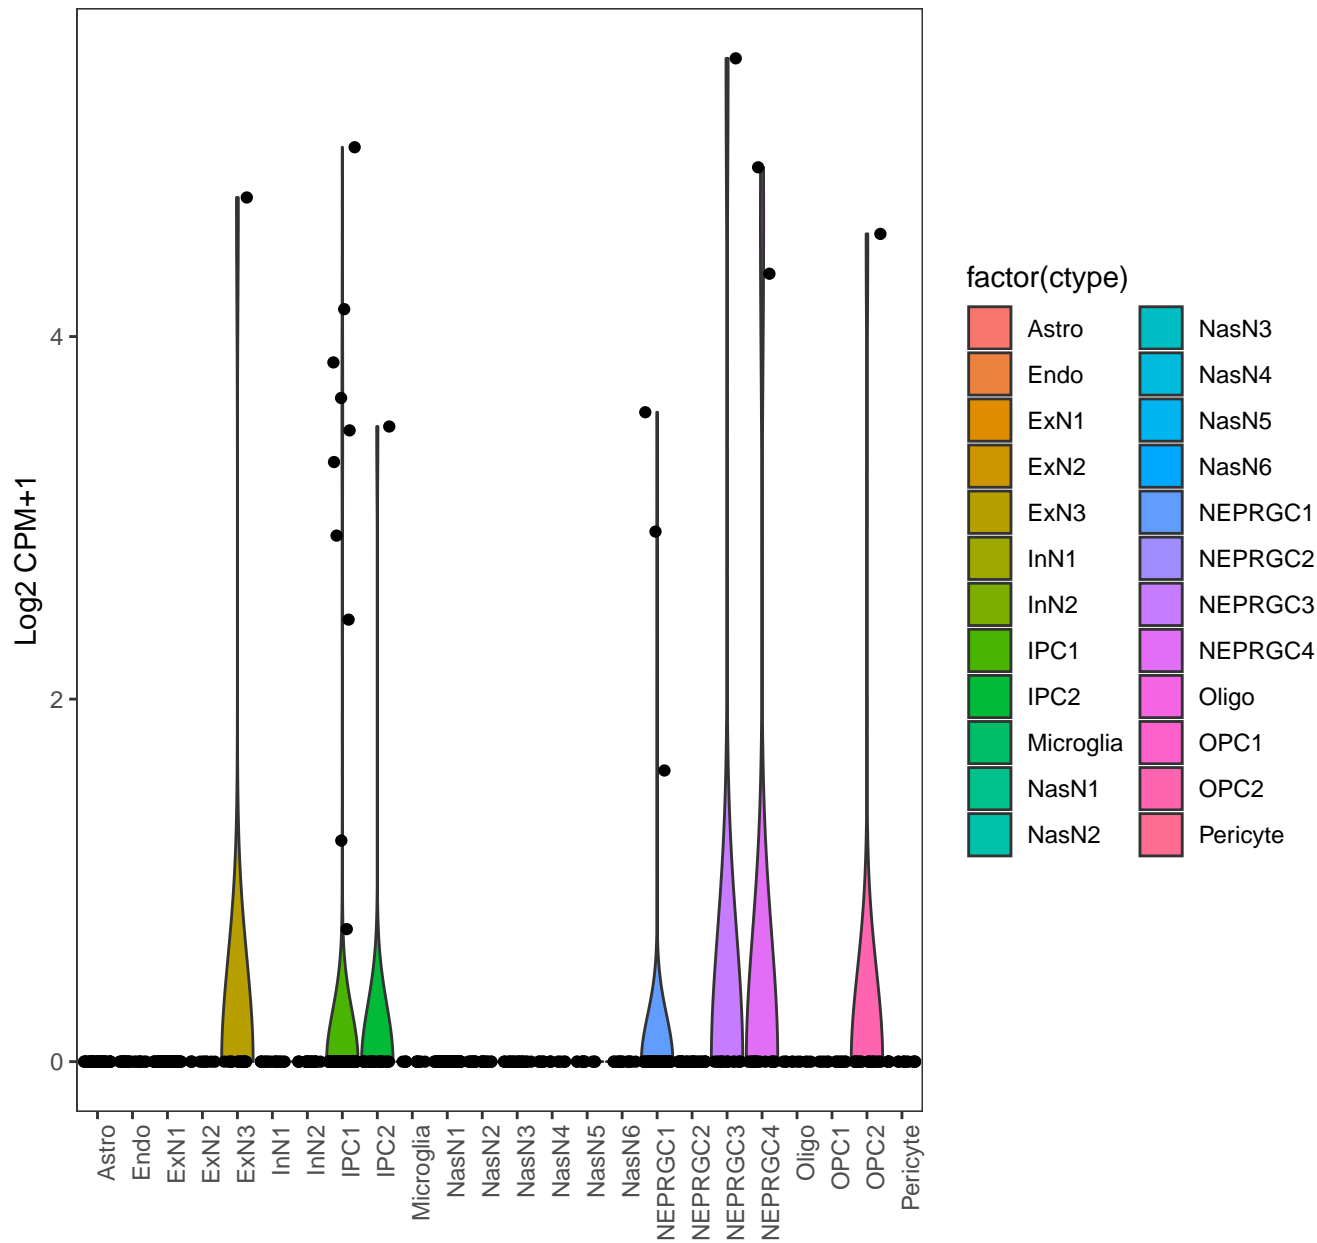 Log2 CPM+1
4
2
0
Astro
Endo
ExN1
ExN2
ExN3
InN1
InN2
IPC1
IPC2
Microglia
NasN1
NasN2
NasN3
NasN4
NasN5
NasN6
NEPRGC1
NEPRGC2
NEPRGC3
NEPRGC4
Oligo
OPC1
OPC2
Pericyte
factor(ctype)
Astro
Endo
ExN1
ExN2
ExN3
InN1
InN2
IPC1
IPC2
Microglia
NasN1
NasN2
NasN3
NasN4
NasN5
NasN6
NEPRGC1
NEPRGC2
NEPRGC3
NEPRGC4
Oligo
OPC1
OPC2
Pericyte